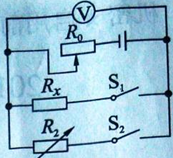 V
R₀
Rₓ S₁
R₂ S₂